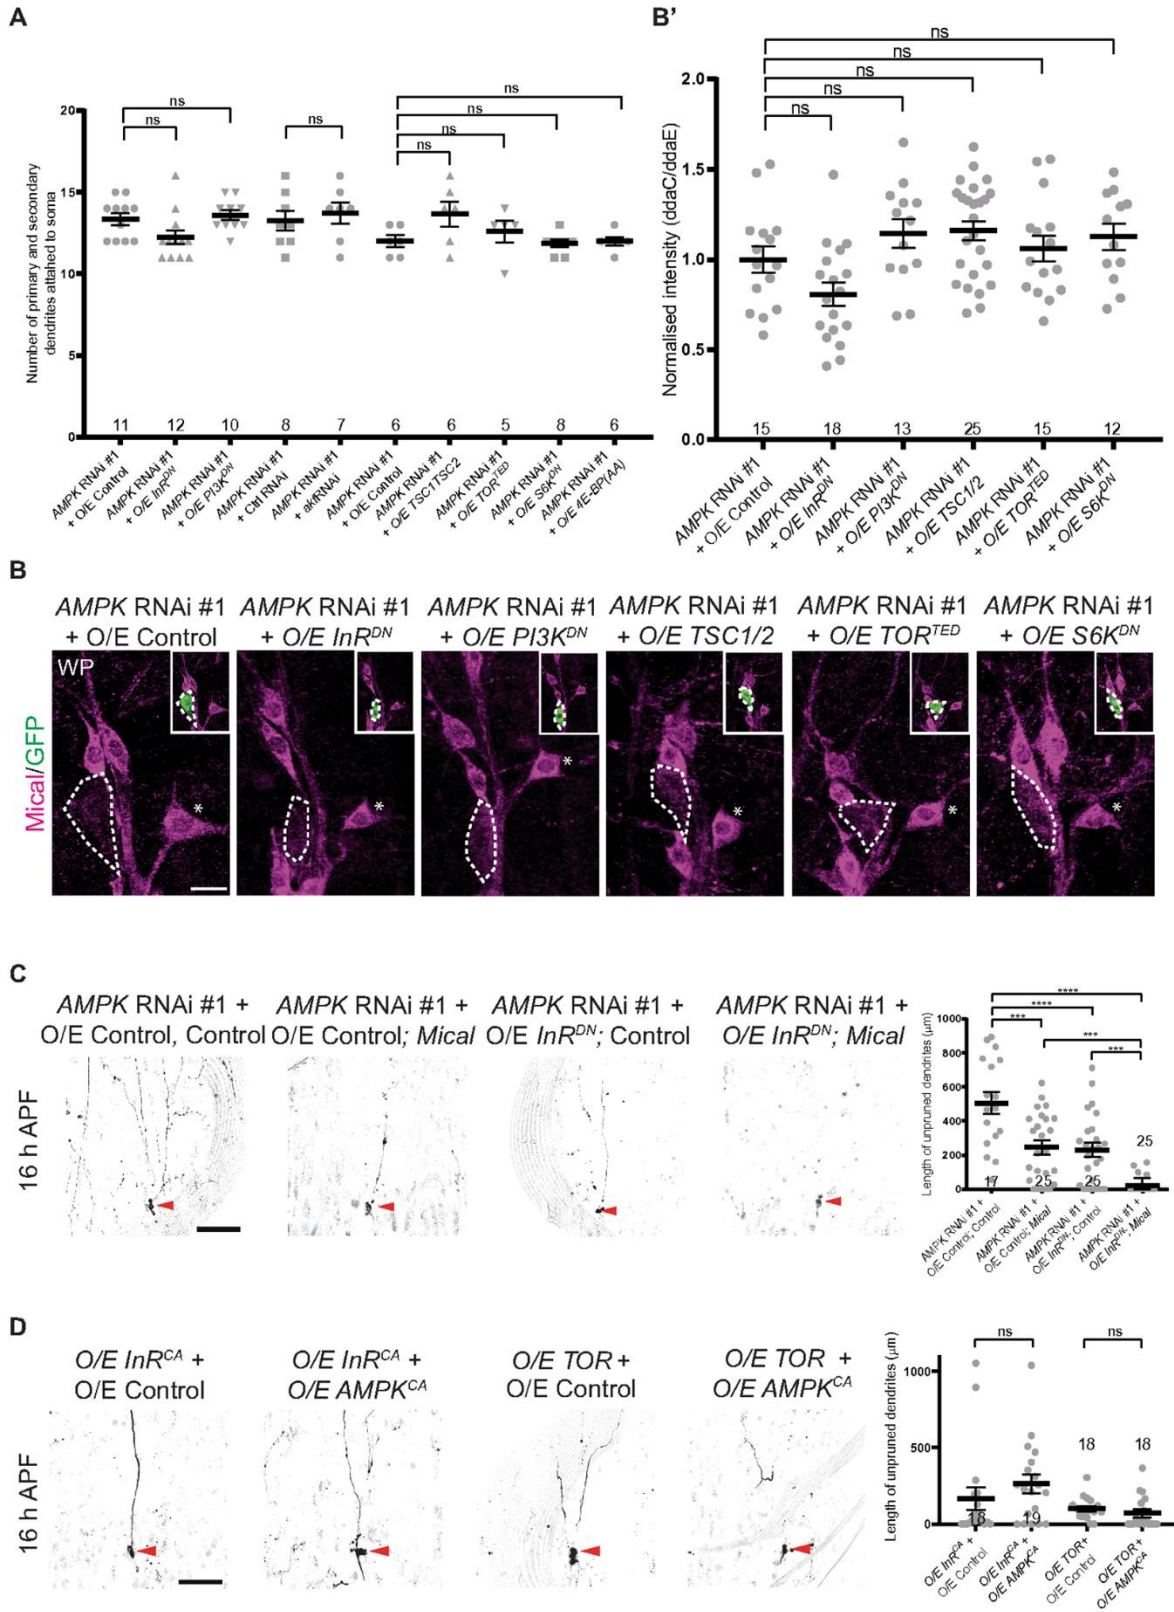 A
B'
ns
ns
ns
ns
ns
ns
ns
ns
ns
ns
ns
ns
20
15
10
5
0
Number of primary and secondary
dendrites attahed to soma
11
12
10
8
7
6
6
5
8
6
AMPK RNAi #1
+ O/E Control
AMPK RNAi #1
+ O/E InR^DN
AMPK RNAi #1
+ O/E PI3K^DN
AMPK RNAi #1
+ Ctrl RNAi
AMPK RNAi #1
+ aktRNAi
AMPK RNAi #1
+ O/E Control
AMPK RNAi #1
+ O/E TSC1TSC2
AMPK RNAi #1
+ O/E TOR^TED
AMPK RNAi #1
+ O/E S6K^DN
AMPK RNAi #1
+ O/E 4E-BP(AA)
2.0
1.5
1.0
0.5
0.0
Normalised intensity (ddaC/ddaE)
15
18
13
25
15
12
AMPK RNAi #1
+ O/E Control
AMPK RNAi #1
+ O/E InR^DN
AMPK RNAi #1
+ O/E PI3K^DN
AMPK RNAi #1
+ O/E TSC1/2
AMPK RNAi #1
+ O/E TOR^TED
AMPK RNAi #1
+ O/E S6K^DN
B
AMPK RNAi #1
+ O/E Control
AMPK RNAi #1
+ O/E InR^DN
AMPK RNAi #1
+ O/E PI3K^DN
AMPK RNAi #1
+ O/E TSC1/2
AMPK RNAi #1
+ O/E TOR^TED
AMPK RNAi #1
+ O/E S6K^DN
Mical/GFP
WP
*
*
*
*
*
*
C
AMPK RNAi #1 +
O/E Control, Control
AMPK RNAi #1 +
O/E Control; Mical
AMPK RNAi #1 +
O/E InR^DN; Control
AMPK RNAi #1 +
O/E InR^DN; Mical
16 h APF
****
****
***
***
***
1000
800
600
400
200
0
Length of unpruned dendrites (µm)
17
25
25
25
AMPK RNAi #1 +
O/E Control; Control
AMPK RNAi #1 +
O/E Control; Mical
AMPK RNAi #1 +
O/E InR^DN; Control
AMPK RNAi #1 +
O/E InR^DN; Mical
D
O/E InR^CA +
O/E Control
O/E InR^CA +
O/E AMPK^CA
O/E TOR +
O/E Control
O/E TOR +
O/E AMPK^CA
16 h APF
ns
ns
1000
500
0
Length of unpruned dendrites (µm)
18
19
18
18
O/E InR^CA +
O/E Control
O/E InR^CA +
O/E AMPK^CA
O/E TOR +
O/E Control
O/E TOR +
O/E AMPK^CA